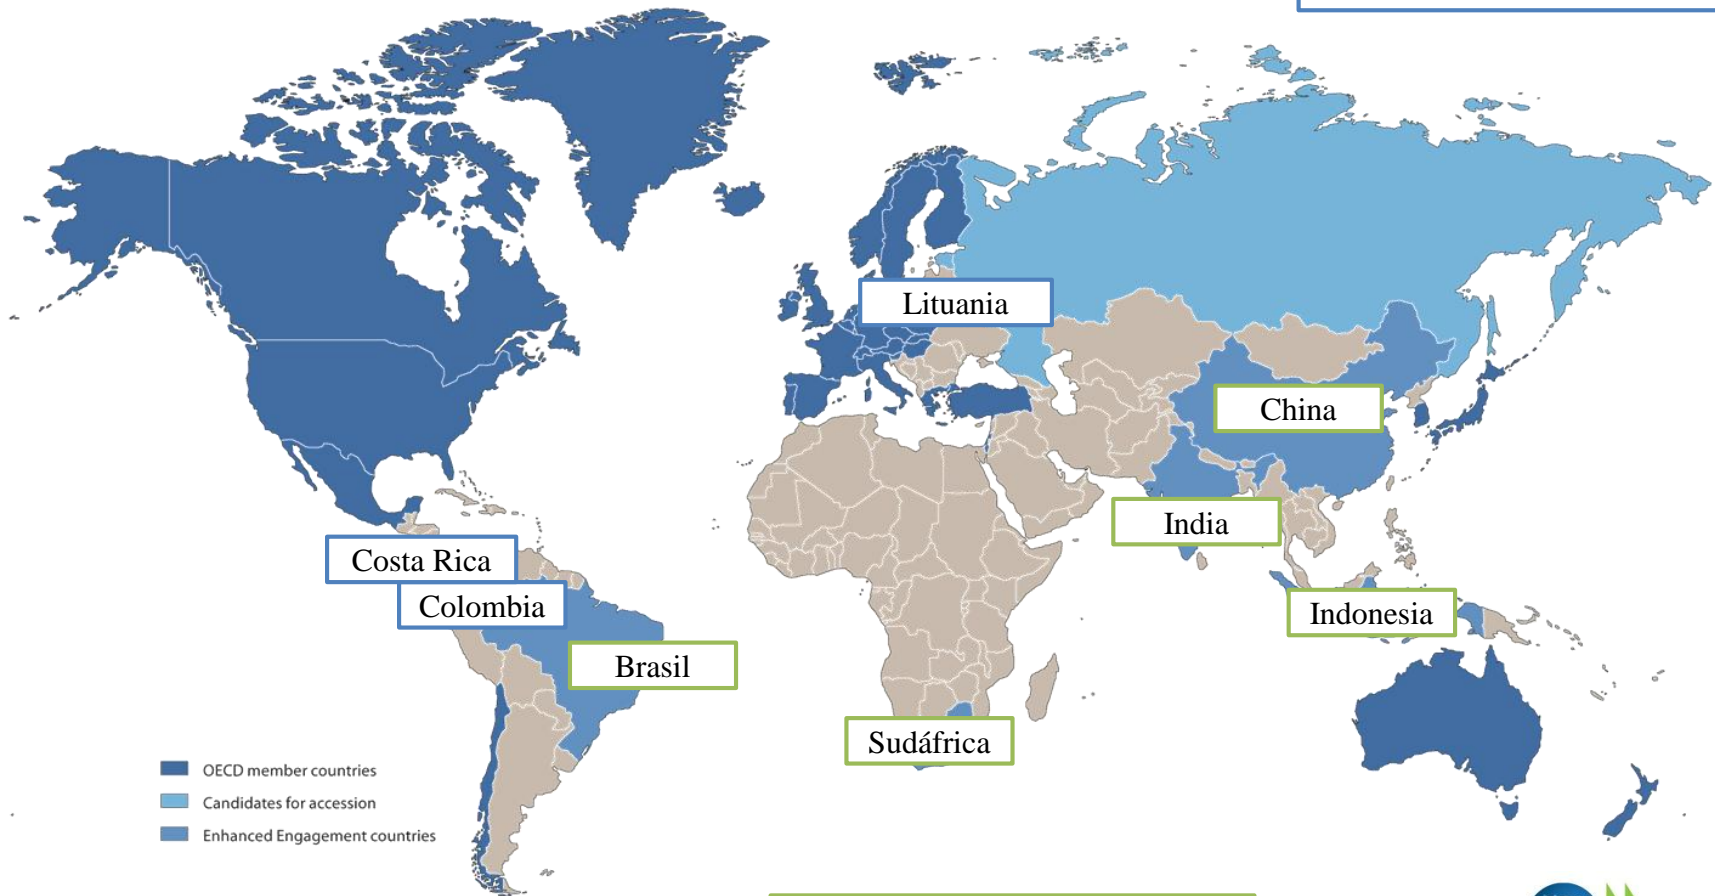 Lituania
China
India
Costa Rica
Colombia
Indonesia
Brasil
Sudáfrica
OECD member countries
Candidates for accession
Enhanced Engagement countries